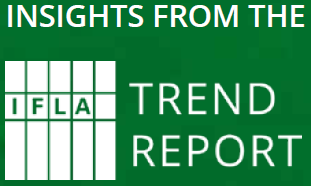 INSIGHTS FROM THE
IFLA
TREND
REPORT